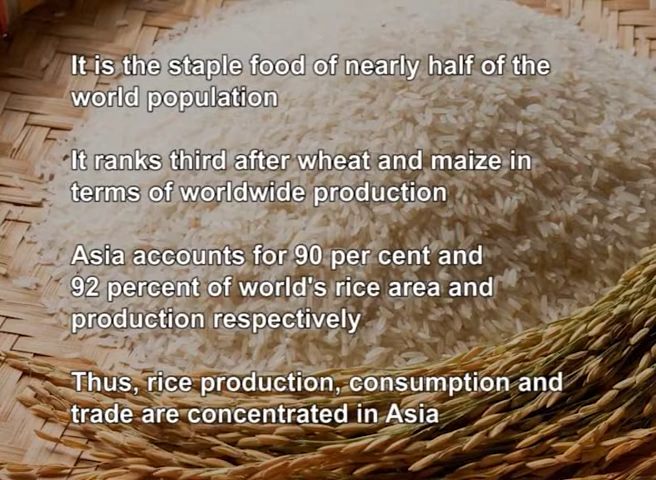 It is the staple food of nearly half of the
world population
It ranks third after wheat and maize in
terms of worldwide production
Asia accounts for 90 per cent and
92 percent of world's rice area and
production respectively
Thus, rice production, consumption and
trade are concentrated in Asia